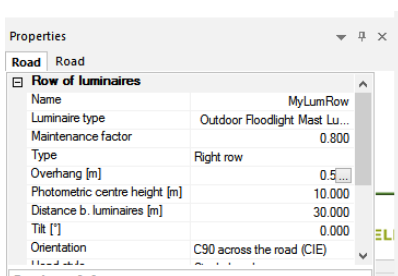 Properties
Road Road
Row of luminaires
Name MyLumRow
Luminaire type Outdoor Floodlight Mast Lu...
Maintenance factor 0.800
Type Right row
Overhang [m] 0.5 ...
Photometric centre height [m] 10.000
Distance b. luminaires [m] 30.000
Tilt [°] 0.000
Orientation C90 across the road (CIE)